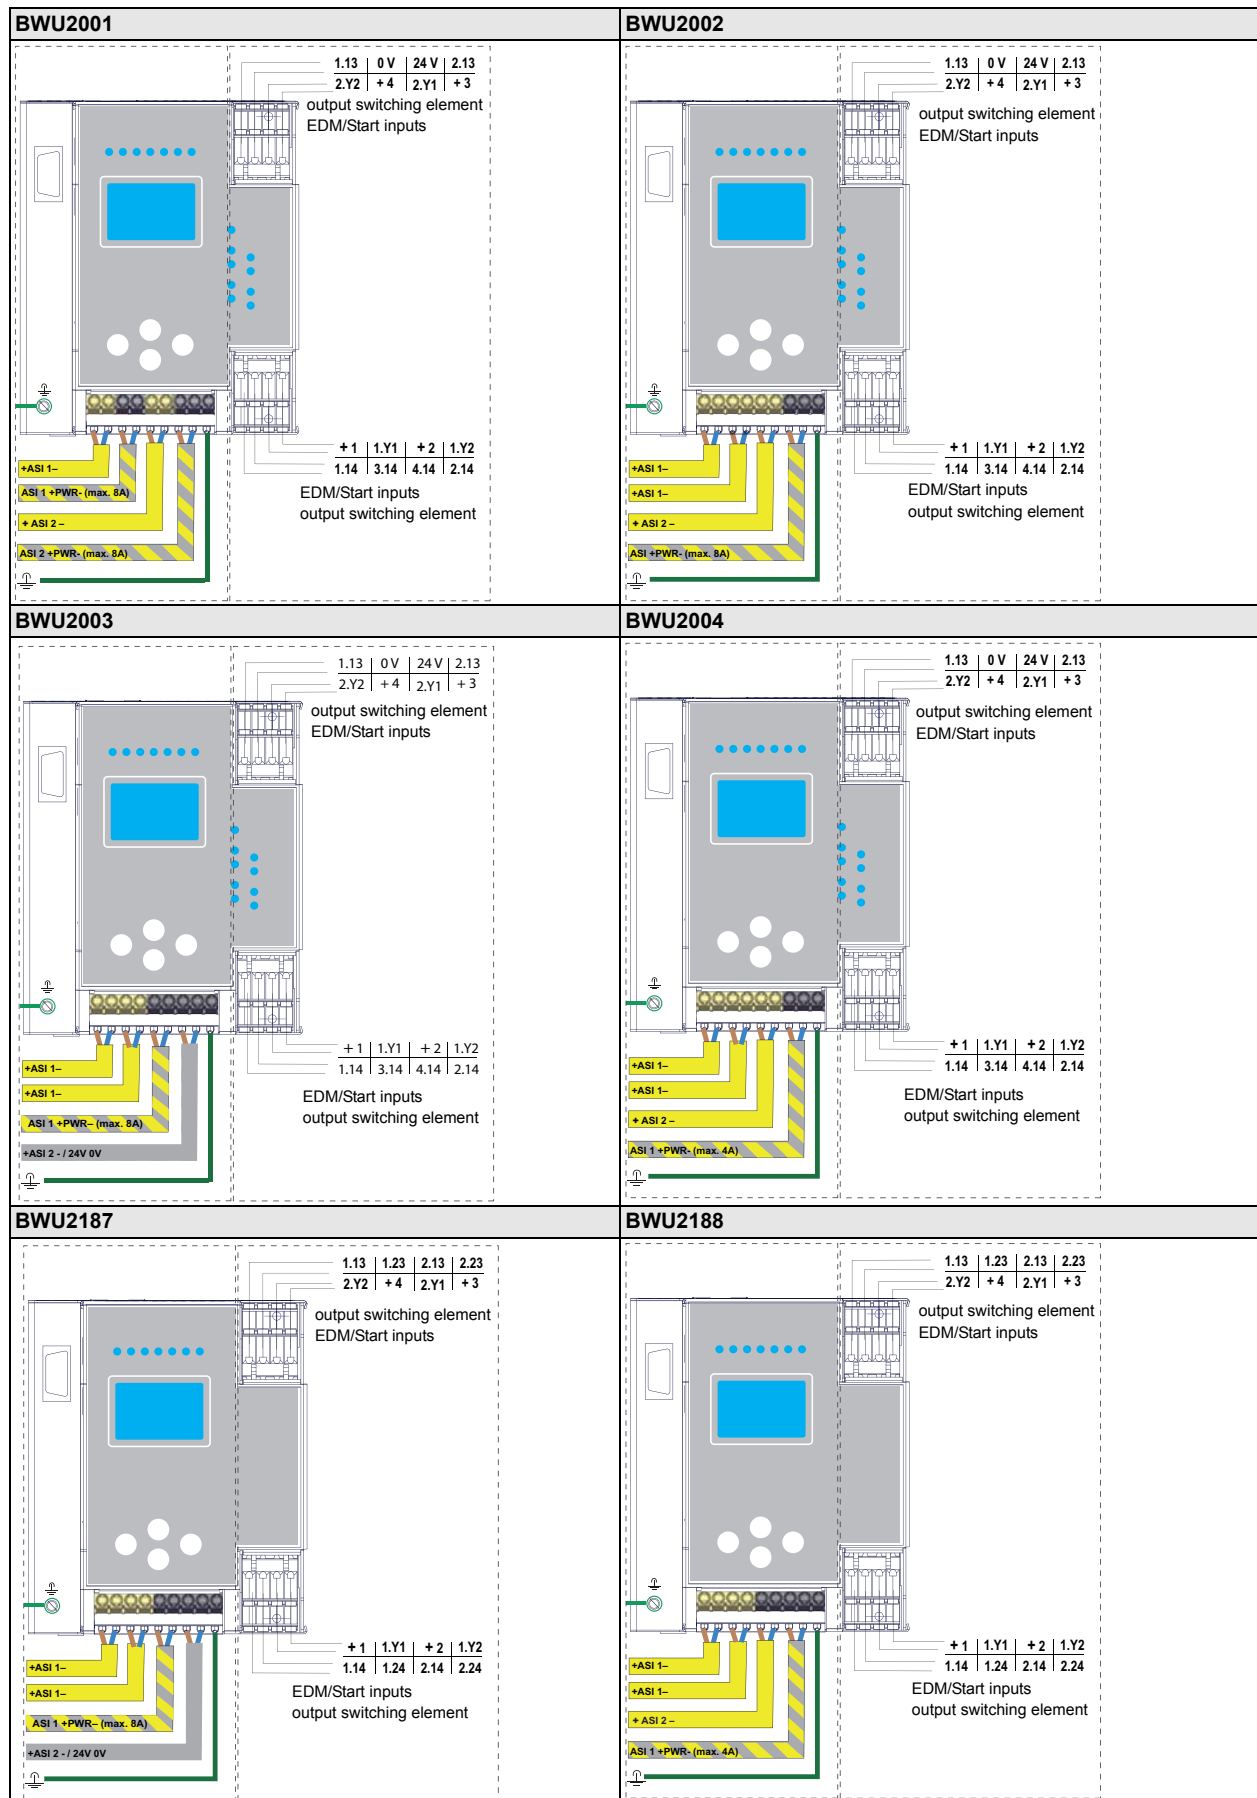 BWU2001
1.13 0 V 24 V 2.13
2.Y2 + 4 2.Y1 + 3
output switching element
EDM/Start inputs
+ 1 1.Y1 + 2 1.Y2
1.14 3.14 4.14 2.14
EDM/Start inputs
output switching element
+ASI 1–
ASI 1 +PWR- (max. 8A)
+ ASI 2 –
ASI 2 +PWR- (max. 8A)
BWU2002
1.13 0 V 24 V 2.13
2.Y2 + 4 2.Y1 + 3
output switching element
EDM/Start inputs
+ 1 1.Y1 + 2 1.Y2
1.14 3.14 4.14 2.14
EDM/Start inputs
output switching element
+ASI 1–
+ASI 1–
+ ASI 2 –
ASI +PWR- (max. 8A)
BWU2003
1.13 0 V 24 V 2.13
2.Y2 + 4 2.Y1 + 3
output switching element
EDM/Start inputs
+ 1 1.Y1 + 2 1.Y2
1.14 3.14 4.14 2.14
EDM/Start inputs
output switching element
+ASI 1–
+ASI 1–
ASI 1 +PWR– (max. 8A)
+ASI 2 - / 24V 0V
BWU2004
1.13 0 V 24 V 2.13
2.Y2 + 4 2.Y1 + 3
output switching element
EDM/Start inputs
+ 1 1.Y1 + 2 1.Y2
1.14 3.14 4.14 2.14
EDM/Start inputs
output switching element
+ASI 1–
+ASI 1–
+ ASI 2 –
ASI 1 +PWR- (max. 4A)
BWU2187
1.13 1.23 2.13 2.23
2.Y2 + 4 2.Y1 + 3
output switching element
EDM/Start inputs
+ 1 1.Y1 + 2 1.Y2
1.14 1.24 2.14 2.24
EDM/Start inputs
output switching element
+ASI 1–
+ASI 1–
ASI 1 +PWR– (max. 8A)
+ASI 2 - / 24V 0V
BWU2188
1.13 1.23 2.13 2.23
2.Y2 + 4 2.Y1 + 3
output switching element
EDM/Start inputs
+ 1 1.Y1 + 2 1.Y2
1.14 1.24 2.14 2.24
EDM/Start inputs
output switching element
+ASI 1–
+ASI 1–
+ ASI 2 –
ASI 1 +PWR- (max. 4A)